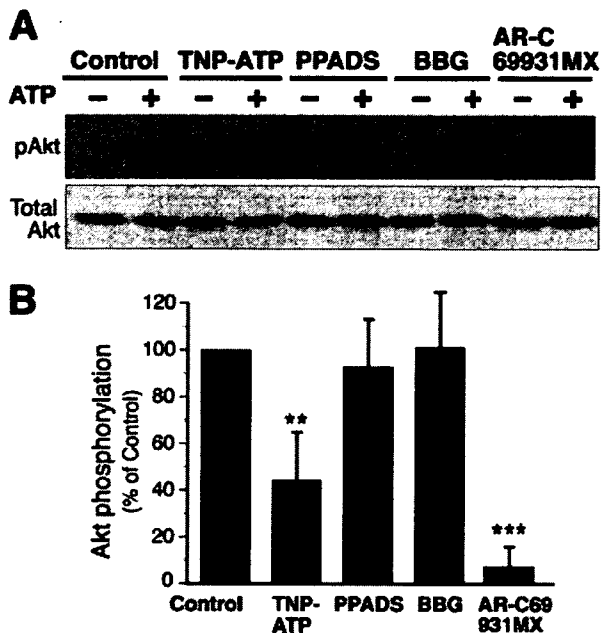 A
Control TNP-ATP PPADS BBG AR-C
69931MX
ATP − + − + − + − + − +
pAkt
Total
Akt
B
Akt phosphorylation
(% of Control)
120
100
80
60
40
20
0
**
***
Control TNP-
ATP PPADS BBG AR-C69
931MX